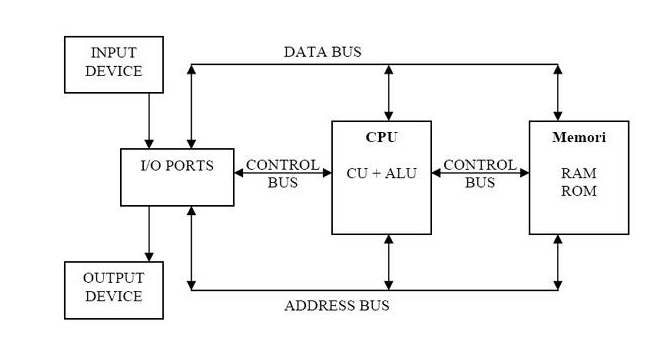 INPUT
DEVICE
DATA BUS
I/O PORTS
CONTROL
BUS
CPU
CU + ALU
CONTROL
BUS
Memori
RAM
ROM
OUTPUT
DEVICE
ADDRESS BUS